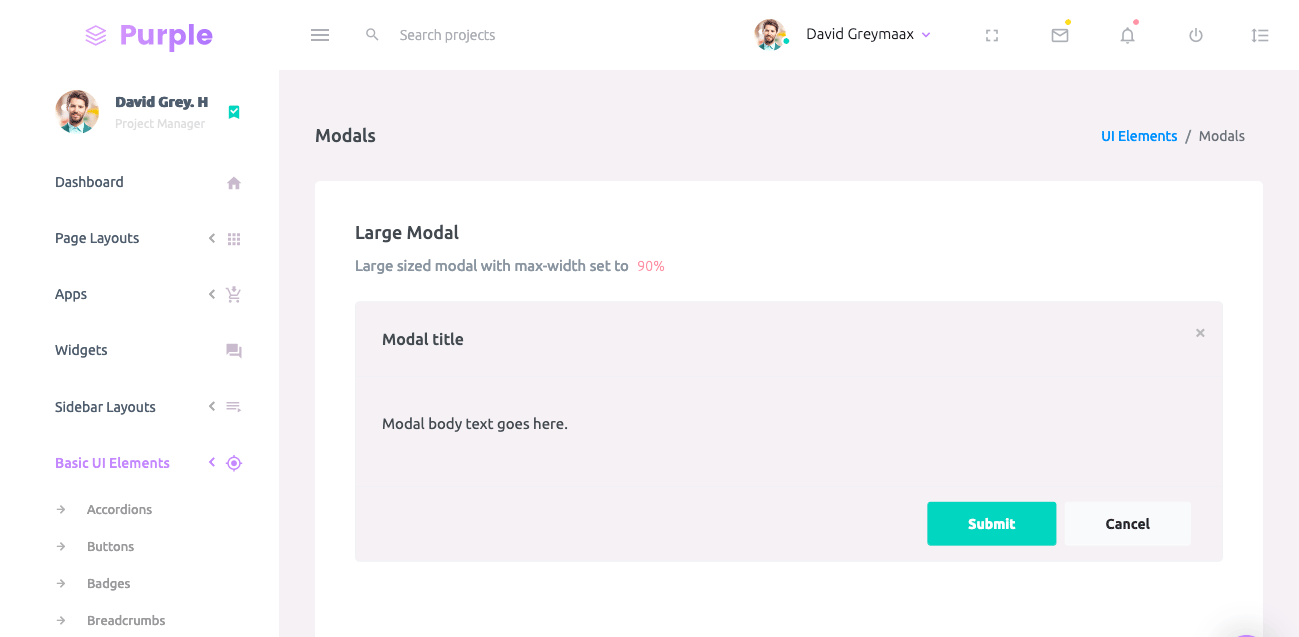 Purple
Search projects
David Greymaax
David Grey. H
Project Manager
Dashboard
Page Layouts
Apps
Widgets
Sidebar Layouts
Basic UI Elements
Accordions
Buttons
Badges
Breadcrumbs
Modals
UI Elements / Modals
Large Modal
Large sized modal with max-width set to 90%
Modal title
×
Modal body text goes here.
Submit
Cancel